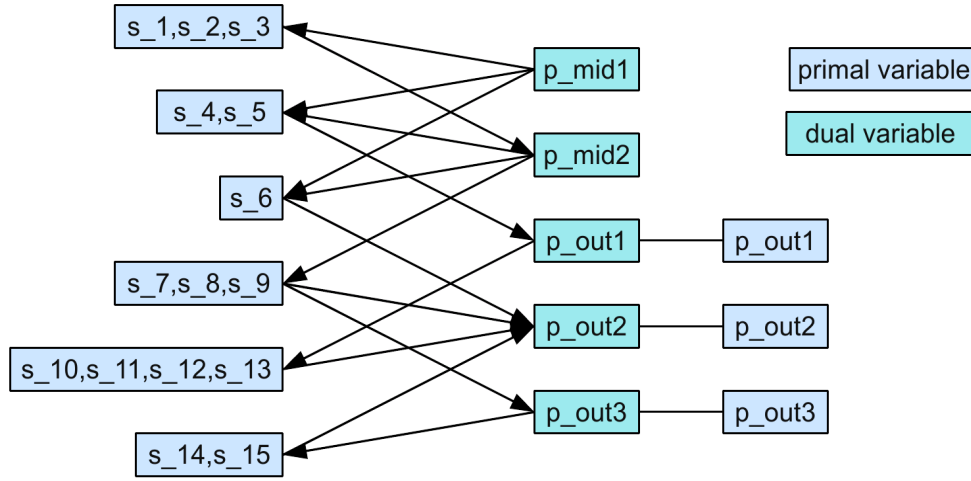 s_1,s_2,s_3
p_mid1
primal variable
s_4,s_5
dual variable
p_mid2
s_6
p_out1
p_out1
s_7,s_8,s_9
p_out2
p_out2
s_10,s_11,s_12,s_13
p_out3
p_out3
s_14,s_15